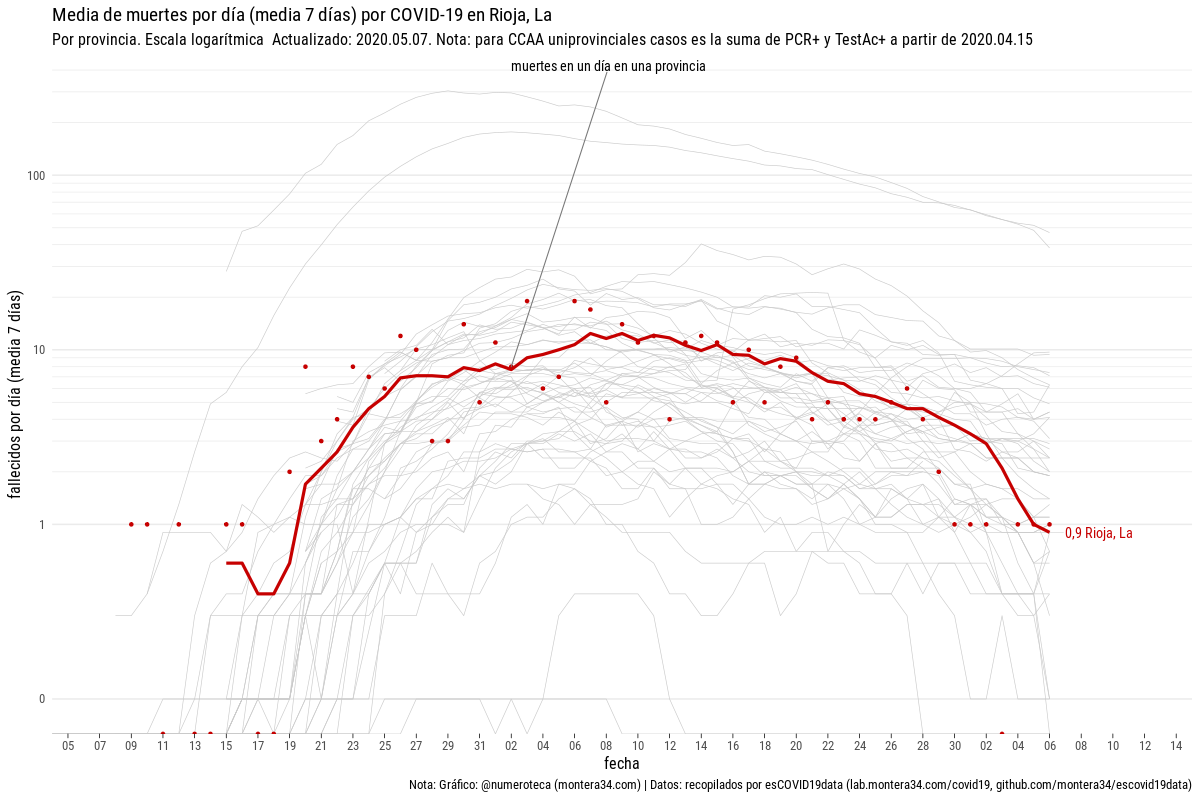 Media de muertes por día (media 7 días) por COVID-19 en Rioja, La
Por provincia. Escala logarítmica  Actualizado: 2020.05.07. Nota: para CCAA uniprovinciales casos es la suma de PCR+ y TestAc+ a partir de 2020.04.15
muertes en un día en una provincia
fallecidos por día (media 7 días)
100
10
1
0
0,9 Rioja, La
05 07 09 11 13 15 17 19 21 23 25 27 29 31 02 04 06 08 10 12 14 16 18 20 22 24 26 28 30 02 04 06 08 10 12 14
fecha
Nota: Gráfico: @numeroteca (montera34.com) | Datos: recopilados por esCOVID19data (lab.montera34.com/covid19, github.com/montera34/escovid19data)